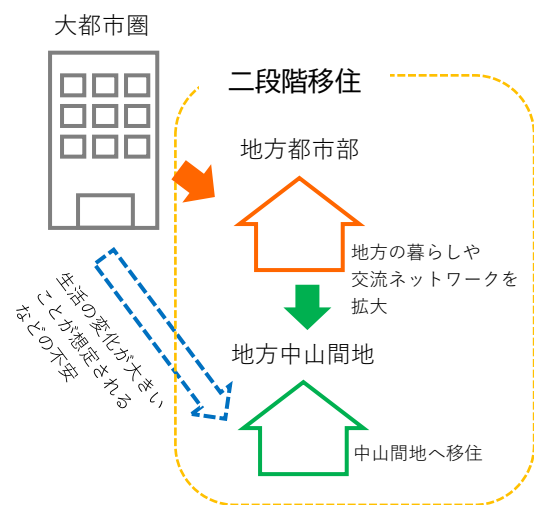 大都市圏
二段階移住
地方都市部
地方の暮らしや
交流ネットワークを
拡大
生活の変化が大きい
ことが想定される
などの不安
地方中山間地
中山間地へ移住